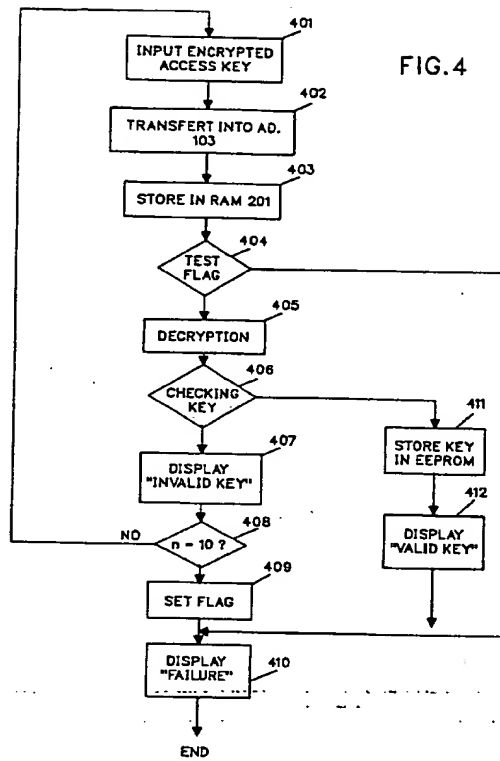 FIG.4
401
INPUT ENCRYPTED
ACCESS KEY
402
TRANSFERT INTO AD.
103
403
STORE IN RAM 201
404
TEST
FLAG
405
DECRYPTION
406
CHECKING
KEY
407
DISPLAY
"INVALID KEY"
411
STORE KEY
IN EEPROM
412
DISPLAY
"VALID KEY"
NO
408
n = 10 ?
409
SET FLAG
DISPLAY
"FAILURE"
410
END